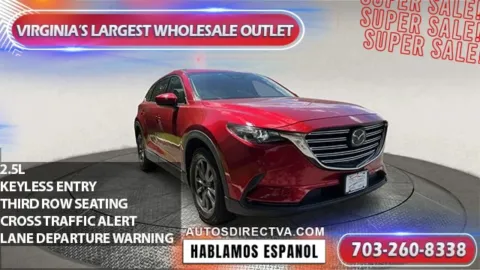 VIRGINIA'S LARGEST WHOLESALE OUTLET
SUPER SALE!
SUPER SALE!
SUPER SALE!
2.5L
KEYLESS ENTRY
THIRD ROW SEATING
CROSS TRAFFIC ALERT
LANE DEPARTURE WARNING
AUTOSDIRECTVA.COM
HABLAMOS ESPANOL
703-260-8338